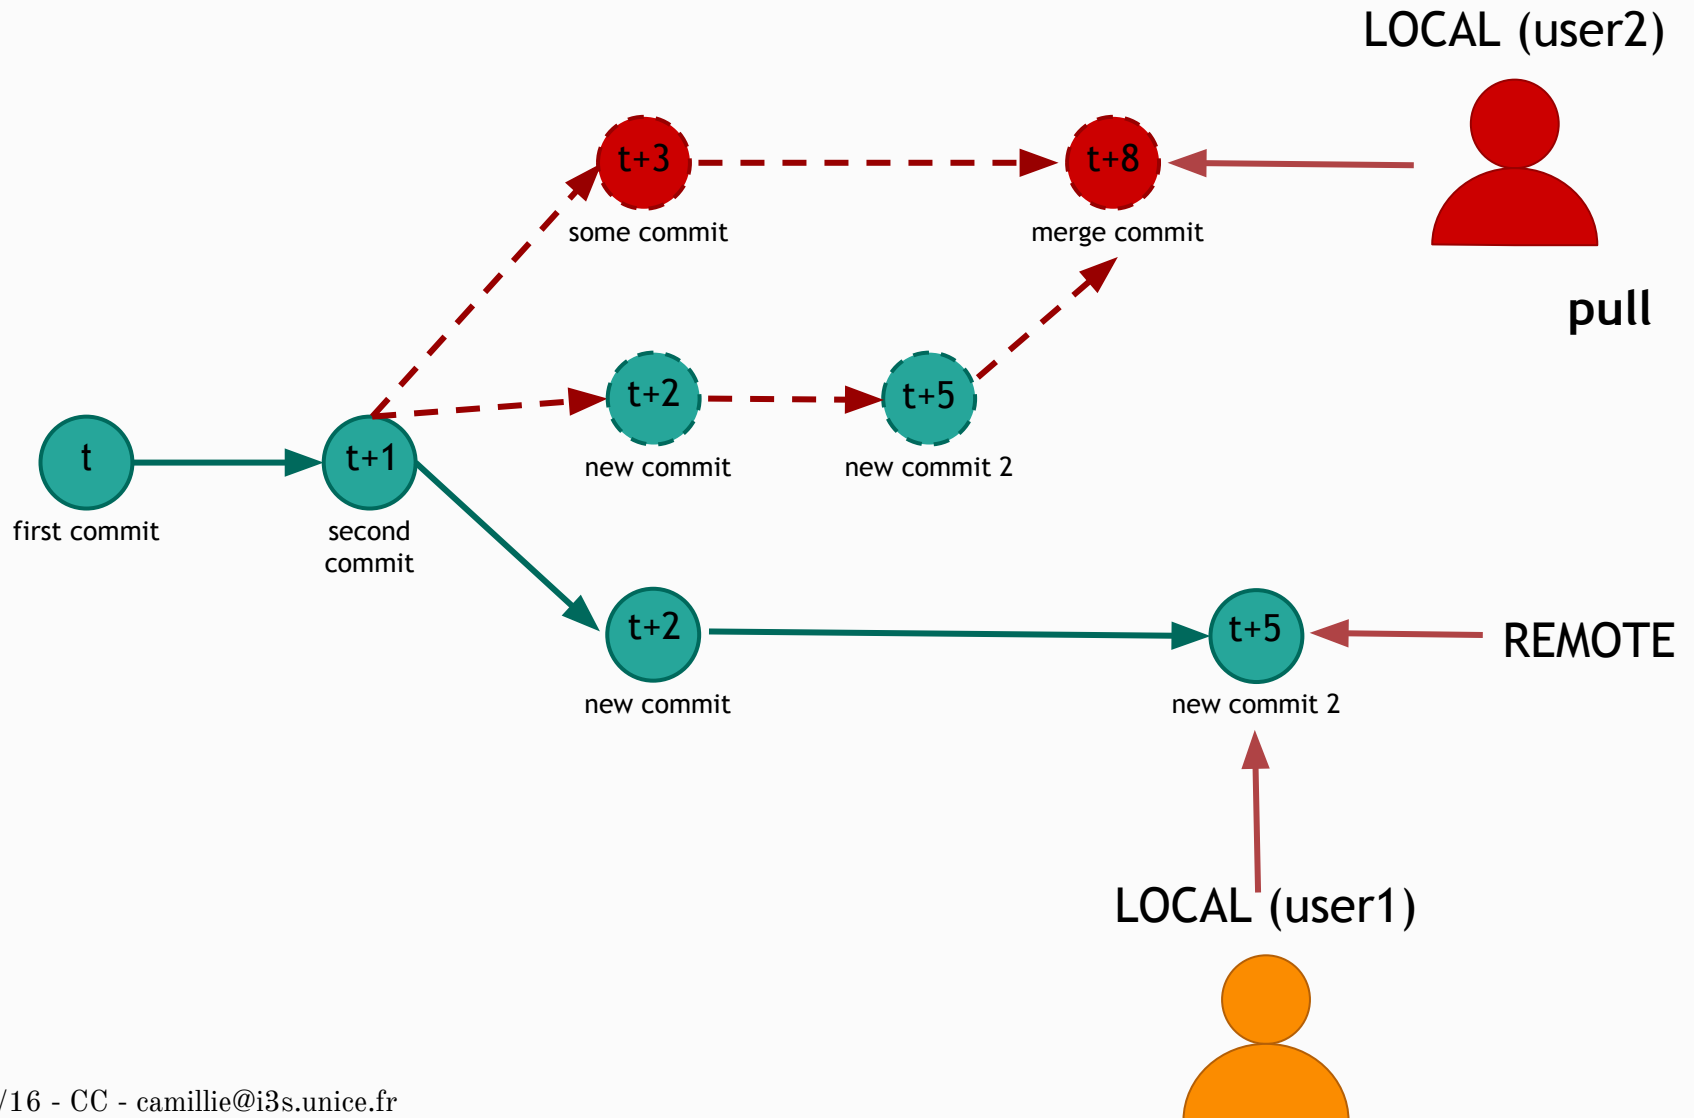 LOCAL (user2)
t+3
t+8
some commit
merge commit
pull
t+2
t+5
new commit
new commit 2
t
t+1
first commit
second
commit
t+2
t+5
REMOTE
new commit
new commit 2
LOCAL (user1)
/16 - CC - camillie@i3s.unice.fr